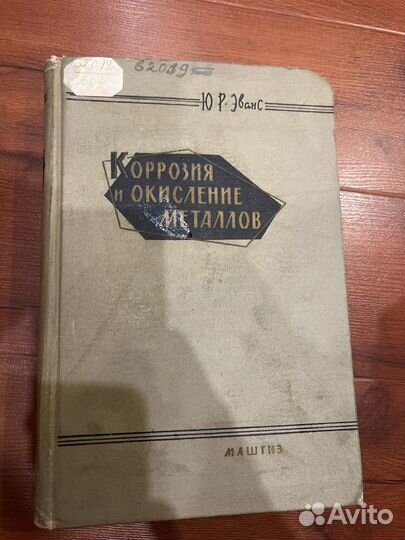 62019
Ю. Р. Эванс
КОРРОЗИЯ
И ОКИСЛЕНИЕ
МЕТАЛЛОВ
МАШГИЗ
Avito